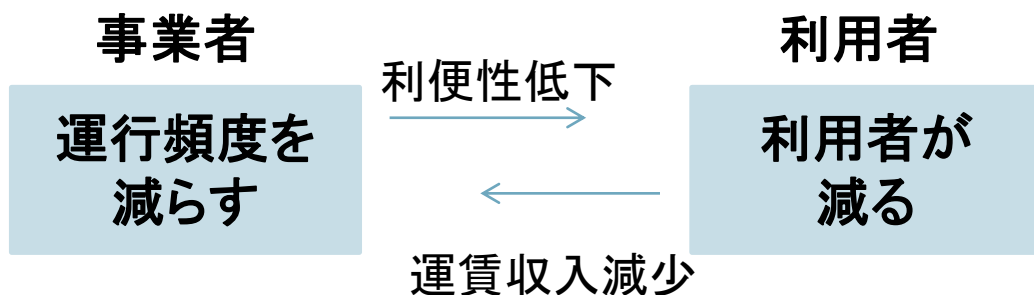 事業者
利用者
利便性低下
運行頻度を
減らす
利用者が
減る
運賃収入減少